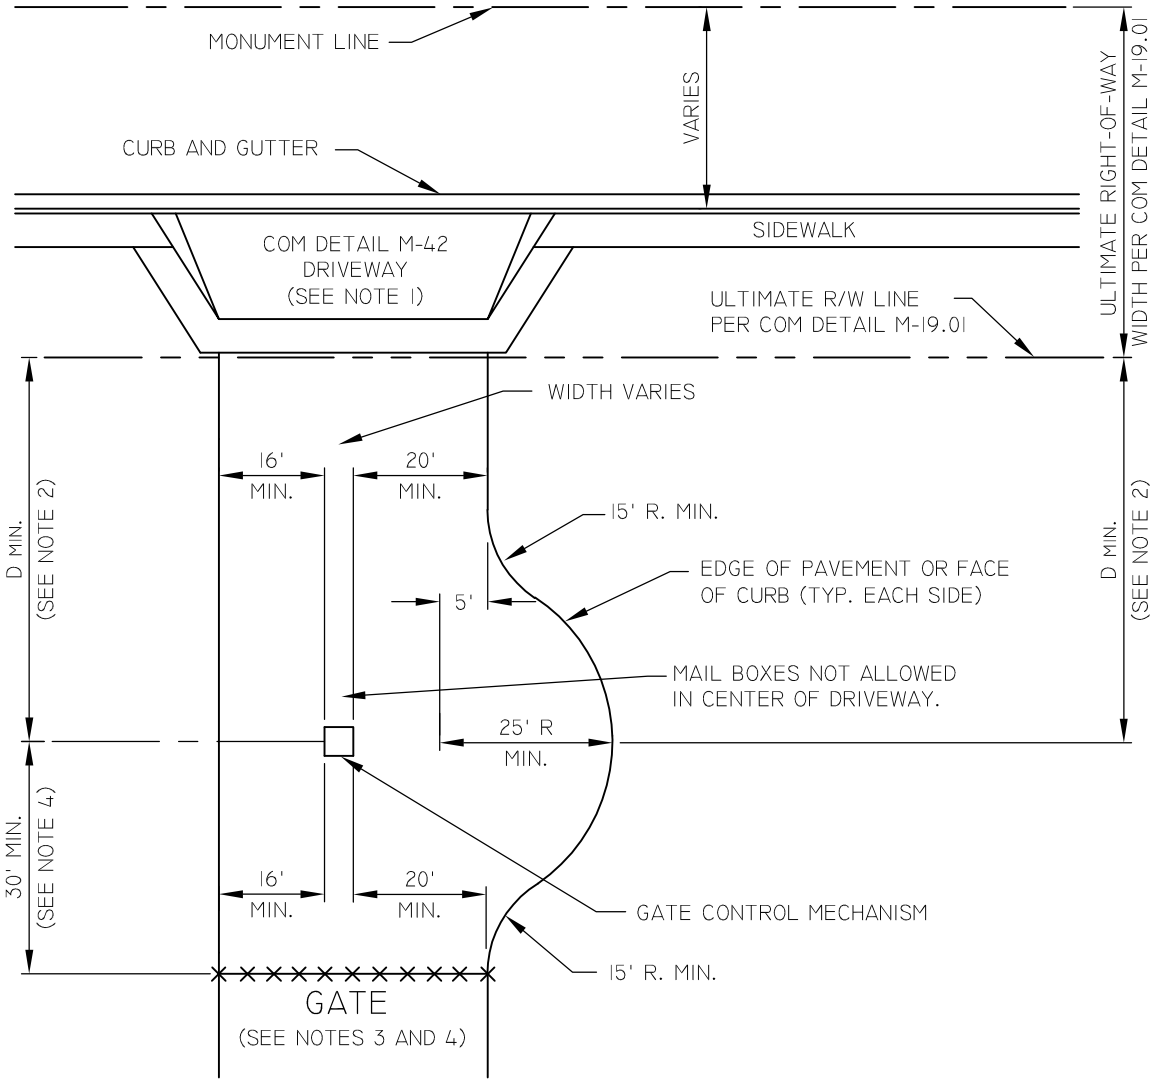 MONUMENT LINE
VARIES
ULTIMATE RIGHT-OF-WAY
WIDTH PER COM DETAIL M-19.01
CURB AND GUTTER
SIDEWALK
COM DETAIL M-42
DRIVEWAY
(SEE NOTE 1)
ULTIMATE R/W LINE
PER COM DETAIL M-19.01
WIDTH VARIES
16'
MIN.
20'
MIN.
D MIN.
(SEE NOTE 2)
15' R. MIN.
D MIN.
(SEE NOTE 2)
EDGE OF PAVEMENT OR FACE
OF CURB (TYP. EACH SIDE)
5'
MAIL BOXES NOT ALLOWED
IN CENTER OF DRIVEWAY.
25' R
MIN.
30' MIN.
(SEE NOTE 4)
16'
MIN.
20'
MIN.
GATE CONTROL MECHANISM
15' R. MIN.
GATE
(SEE NOTES 3 AND 4)